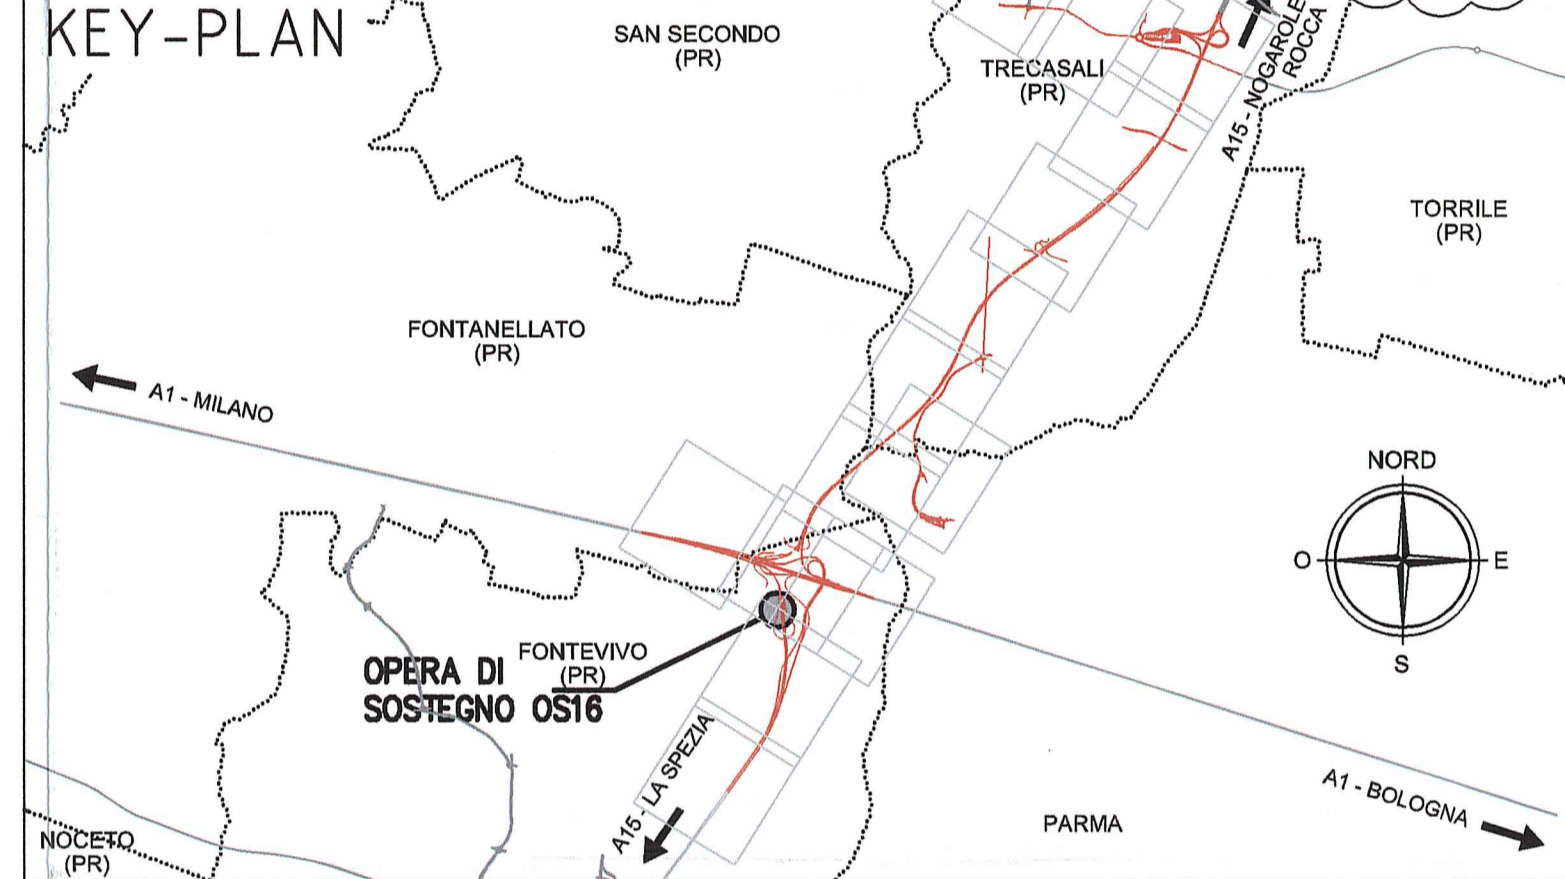 KEY-PLAN
SAN SECONDO
(PR)
TRECASALI
(PR)
A15 - NOGAROLE
ROCCA
TORRILE
(PR)
FONTANELLATO
(PR)
A1 - MILANO
NORD
O
E
S
FONTEVIVO
(PR)
OPERA DI
SOSTEGNO OS16
A15 - LA SPEZIA
A1 - BOLOGNA
PARMA
NOCETO
(PR)